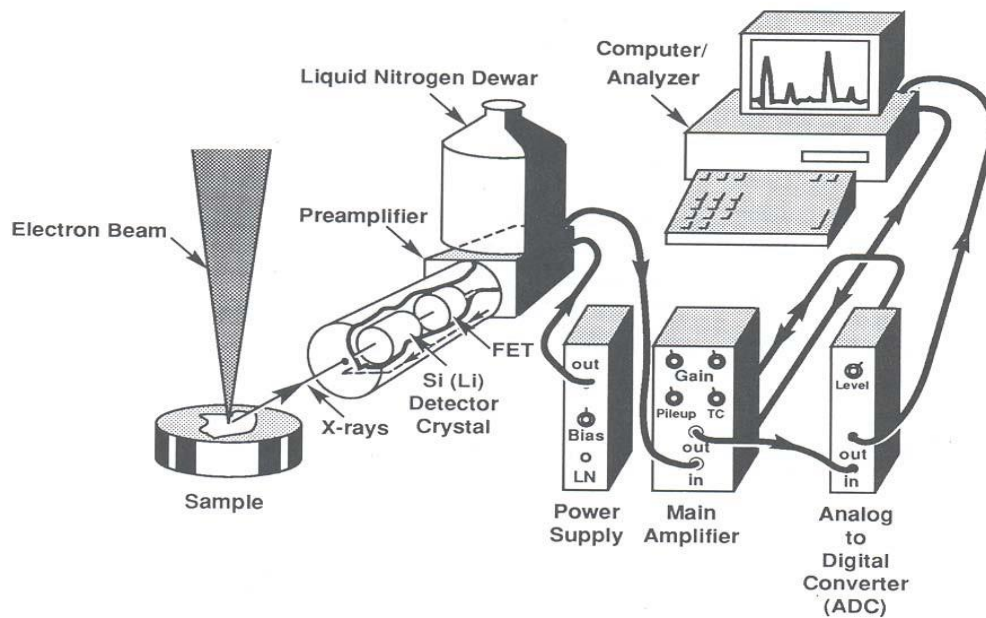 Computer/
Analyzer
Liquid Nitrogen Dewar
Preamplifier
Electron Beam
FET
Si (Li)
Detector
Crystal
X-rays
Sample
out
Bias
LN
Power
Supply
Gain
Pileup TC
out
in
Main
Amplifier
Level
out
in
Analog
to
Digital
Converter
(ADC)